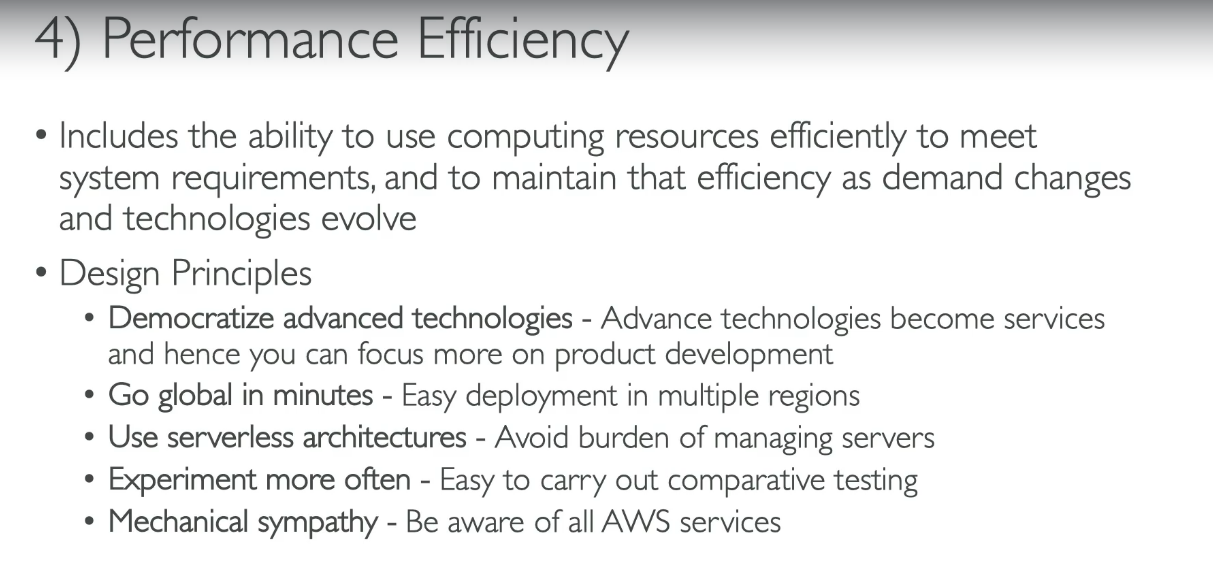 4) Performance Efficiency
• Includes the ability to use computing resources efficiently to meet
system requirements, and to maintain that efficiency as demand changes
and technologies evolve
• Design Principles
• Democratize advanced technologies - Advance technologies become services
and hence you can focus more on product development
• Go global in minutes - Easy deployment in multiple regions
• Use serverless architectures - Avoid burden of managing servers
• Experiment more often - Easy to carry out comparative testing
• Mechanical sympathy - Be aware of all AWS services